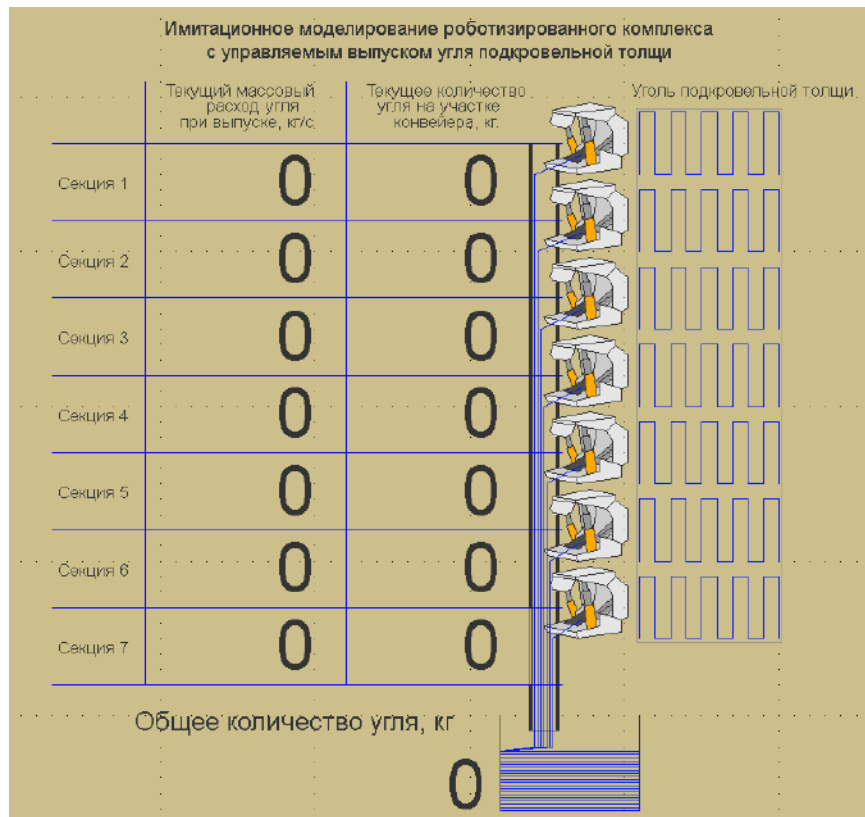 Имитационное моделирование роботизированного комплекса
с управляемым выпуском угля подкровельной толщи
Текущий массовый
расход угля
при выпуске, кг/с
Текущее количество
угля на участке
конвейера, кг.
Уголь подкровельной толщи
Секция 1
0
0
Секция 2
0
0
Секция 3
0
0
Секция 4
0
0
Секция 5
0
0
Секция 6
0
0
Секция 7
0
0
Общее количество угля, кг
0